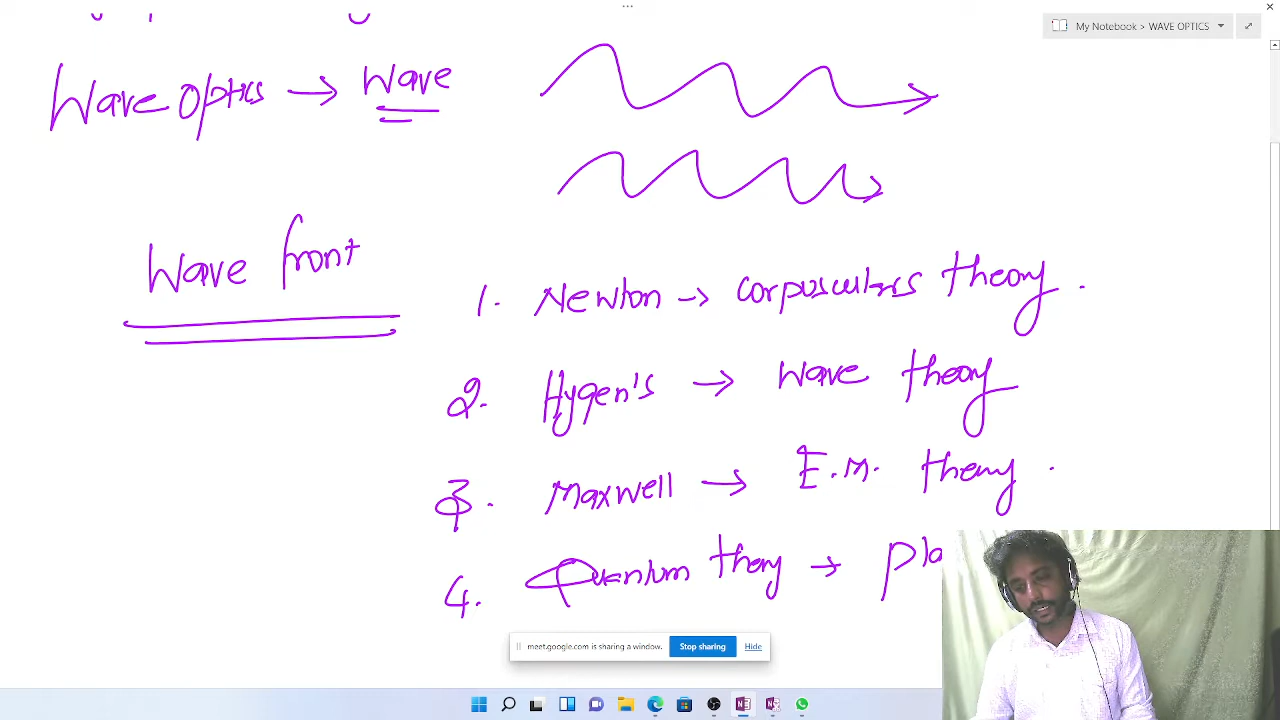 My Notebook > WAVE OPTICS
Wave optics → Wave
Wave front
1. Newton → corpusculars theory.
2. Hygen's → wave theory
3. Maxwell → E.M. theory.
4. Quantum theory →
meet.google.com is sharing a window. Stop sharing Hide